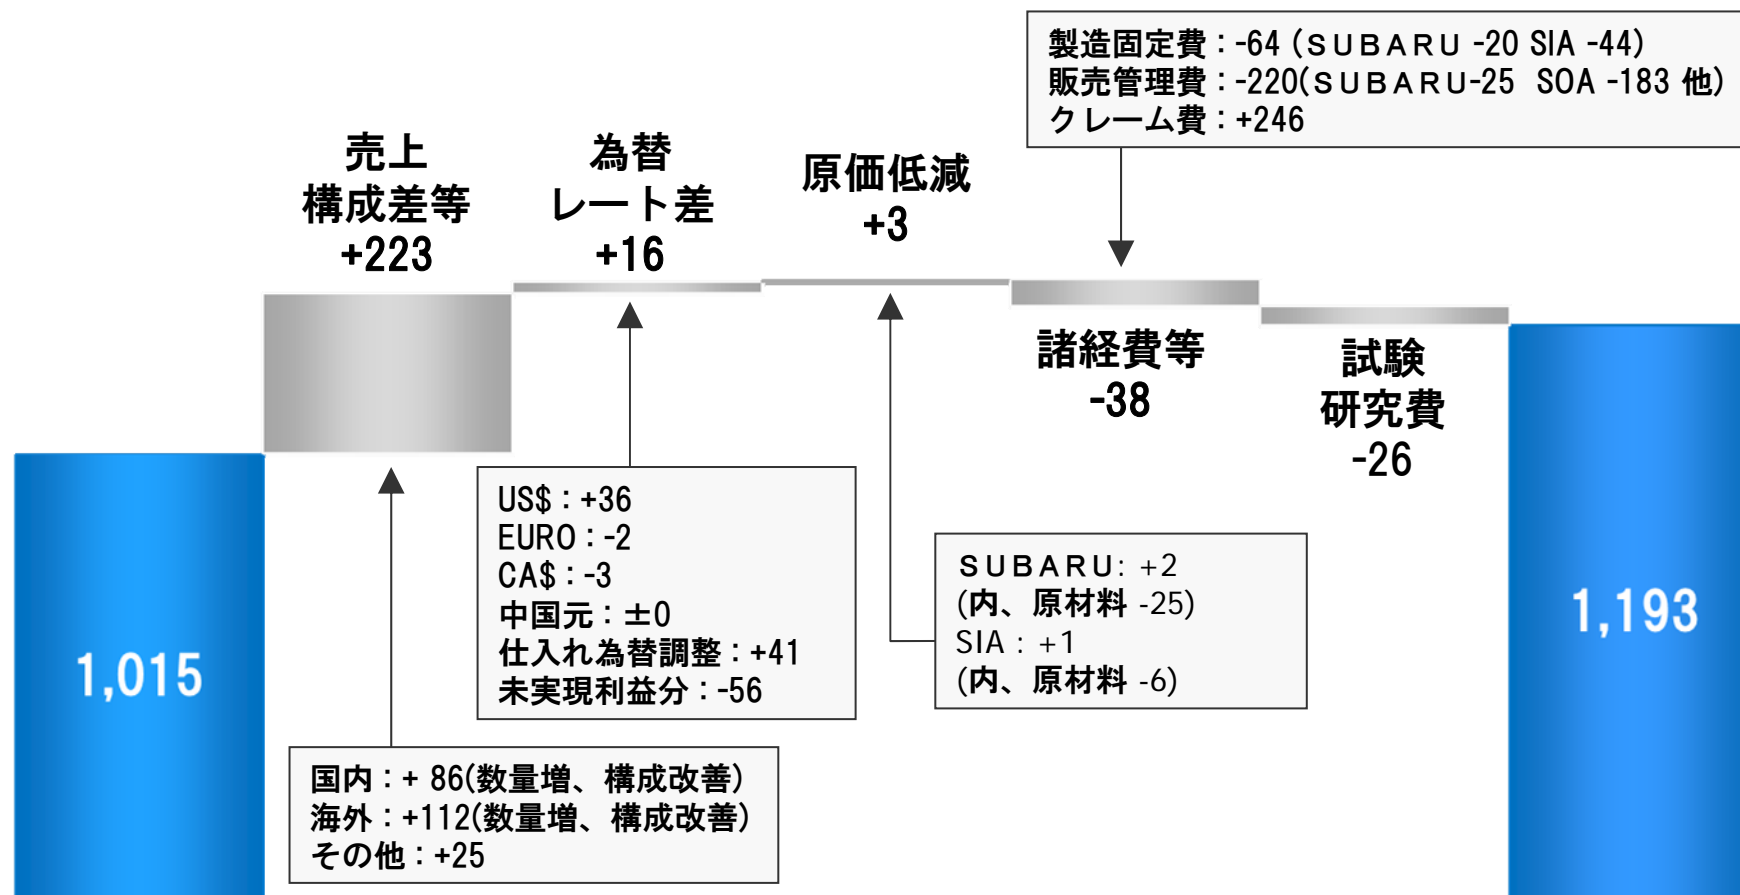 製造固定費：-64 (ＳＵＢＡＲＵ -20 SIA -44)
販売管理費：-220(ＳＵＢＡＲＵ-25 SOA -183 他)
クレーム費：+246
売上
構成差等
+223
為替
レート差
+16
原価低減
+3
諸経費等
-38
試験
研究費
-26
US$：+36
EURO：-2
CA$：-3
中国元：±0
仕入れ為替調整：+41
未実現利益分：-56
ＳＵＢＡＲＵ: +2
(内、原材料 -25)
SIA : +1
(内、原材料 -6)
1,015
1,193
国内：+ 86(数量増、構成改善)
海外：+112(数量増、構成改善)
その他：+25